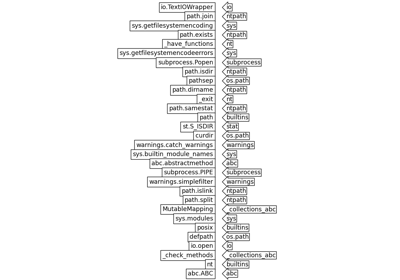 io.TextIOWrapper io
path.join ntpath
sys.getfilesystemencoding sys
path.exists ntpath
_have_functions nt
sys.getfilesystemencodeerrors sys
subprocess.Popen subprocess
path.isdir ntpath
pathsep os.path
path.dirname ntpath
_exit nt
path.samestat ntpath
path builtins
st.S_ISDIR stat
curdir os.path
warnings.catch_warnings warnings
sys.builtin_module_names sys
abc.abstractmethod abc
subprocess.PIPE subprocess
warnings.simplefilter warnings
path.islink ntpath
path.split ntpath
MutableMapping _collections_abc
sys.modules sys
posix builtins
defpath os.path
io.open io
_check_methods _collections_abc
nt builtins
abc.ABC abc